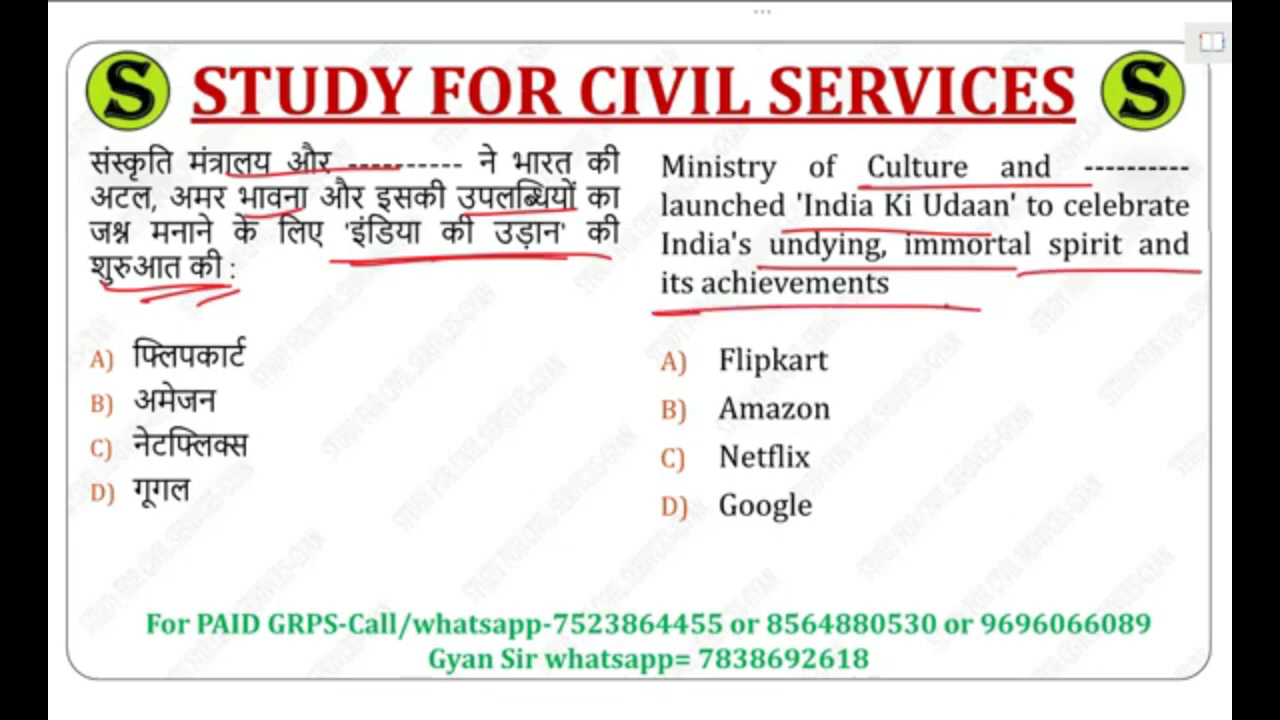 S STUDY FOR CIVIL SERVICES S
संस्कृति मंत्रालय और ---------- ने भारत की
अटल, अमर भावना और इसकी उपलब्धियों का
जश्न मनाने के लिए 'इंडिया की उड़ान' की
शुरुआत की :
A) फ्लिपकार्ट
B) अमेजन
C) नेटफ्लिक्स
D) गूगल
Ministry of Culture and ----------
launched 'India Ki Udaan' to celebrate
India's undying, immortal spirit and
its achievements
A) Flipkart
B) Amazon
C) Netflix
D) Google
For PAID GRPS-Call/whatsapp-7523864455 or 8564880530 or 9696066089
Gyan Sir whatsapp= 7838692618